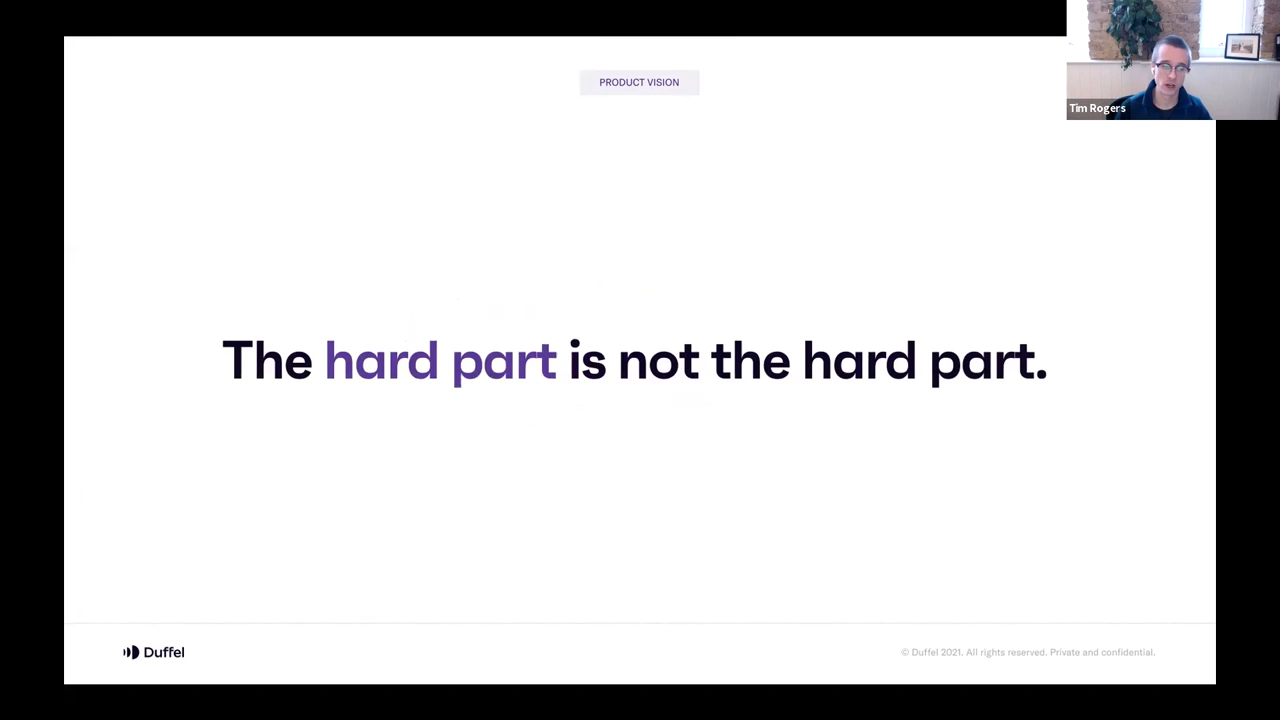 PRODUCT VISION
Tim Rogers
The hard part is not the hard part.
Duffel
© Duffel 2021. All rights reserved. Private and confidential.